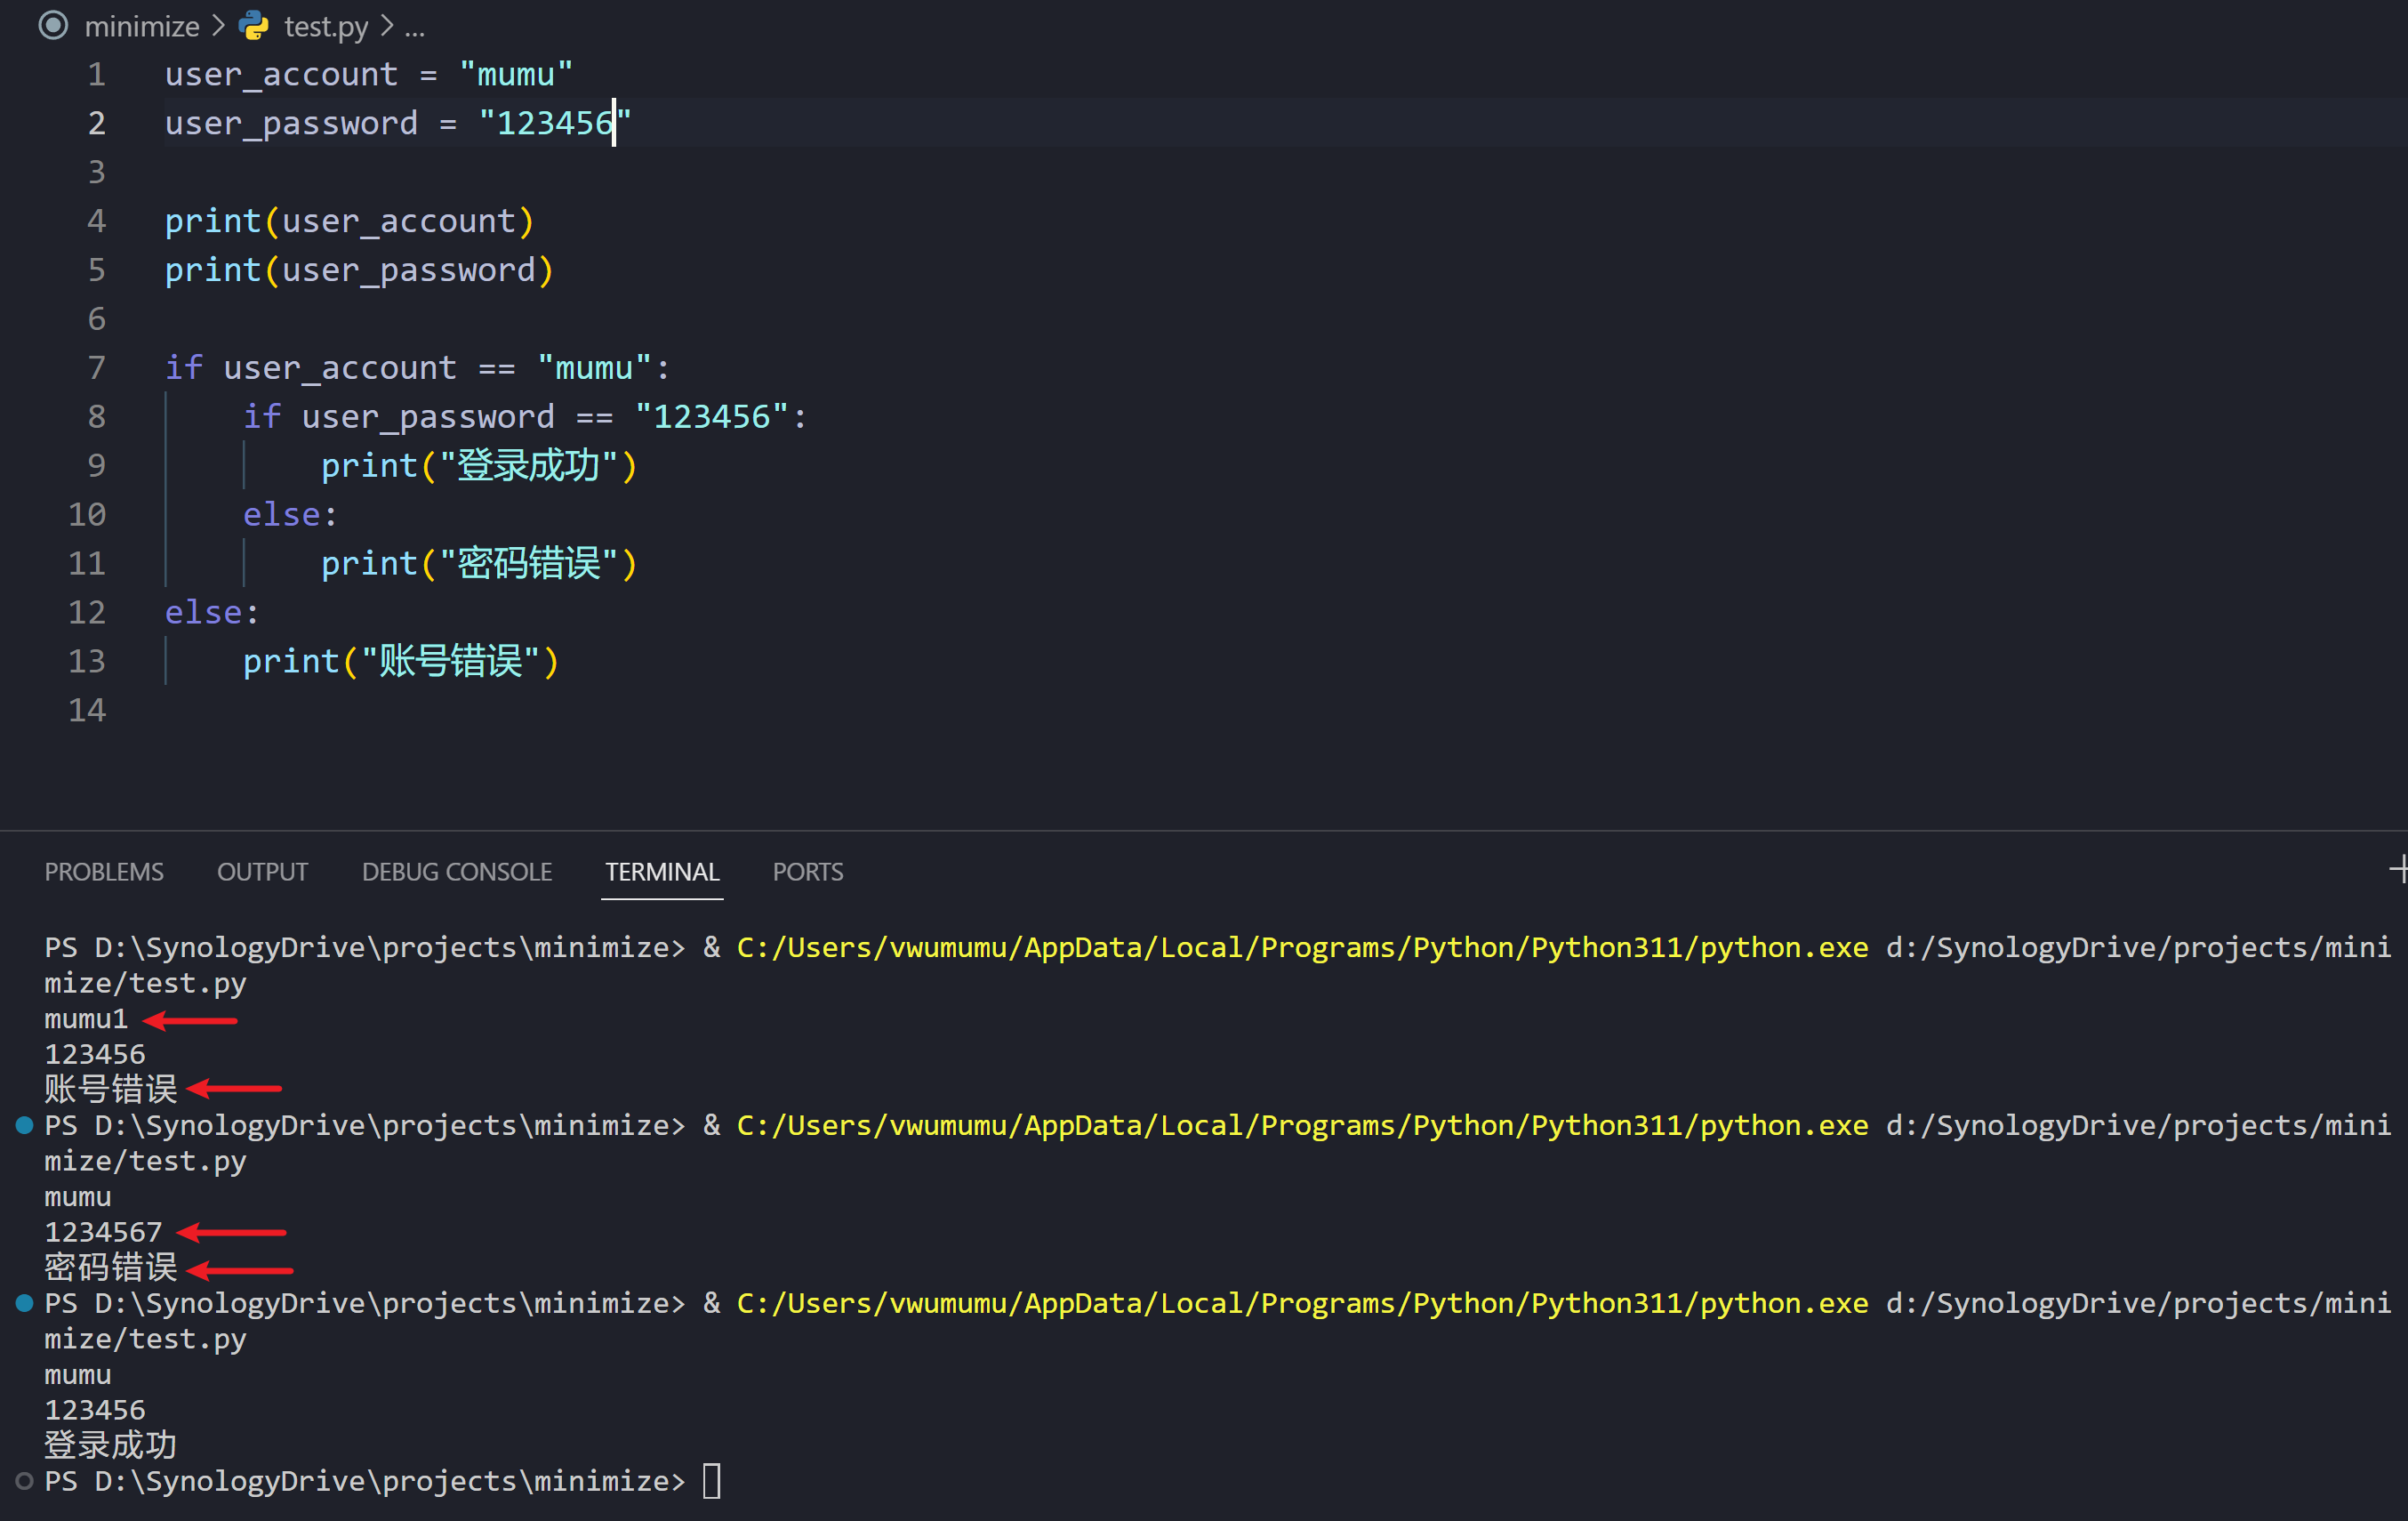 minimize > test.py > ...
1 user_account = "mumu"
2 user_password = "123456"
3
4 print(user_account)
5 print(user_password)
6
7 if user_account == "mumu":
8     if user_password == "123456":
9         print("登录成功")
10     else:
11         print("密码错误")
12 else:
13     print("账号错误")
14
PROBLEMS OUTPUT DEBUG CONSOLE TERMINAL PORTS
PS D:\SynologyDrive\projects\minimize> & C:/Users/vwumumu/AppData/Local/Programs/Python/Python311/python.exe d:/SynologyDrive/projects/mini
mize/test.py
mumu1
123456
账号错误
PS D:\SynologyDrive\projects\minimize> & C:/Users/vwumumu/AppData/Local/Programs/Python/Python311/python.exe d:/SynologyDrive/projects/mini
mize/test.py
mumu
1234567
密码错误
PS D:\SynologyDrive\projects\minimize> & C:/Users/vwumumu/AppData/Local/Programs/Python/Python311/python.exe d:/SynologyDrive/projects/mini
mize/test.py
mumu
123456
登录成功
PS D:\SynologyDrive\projects\minimize>